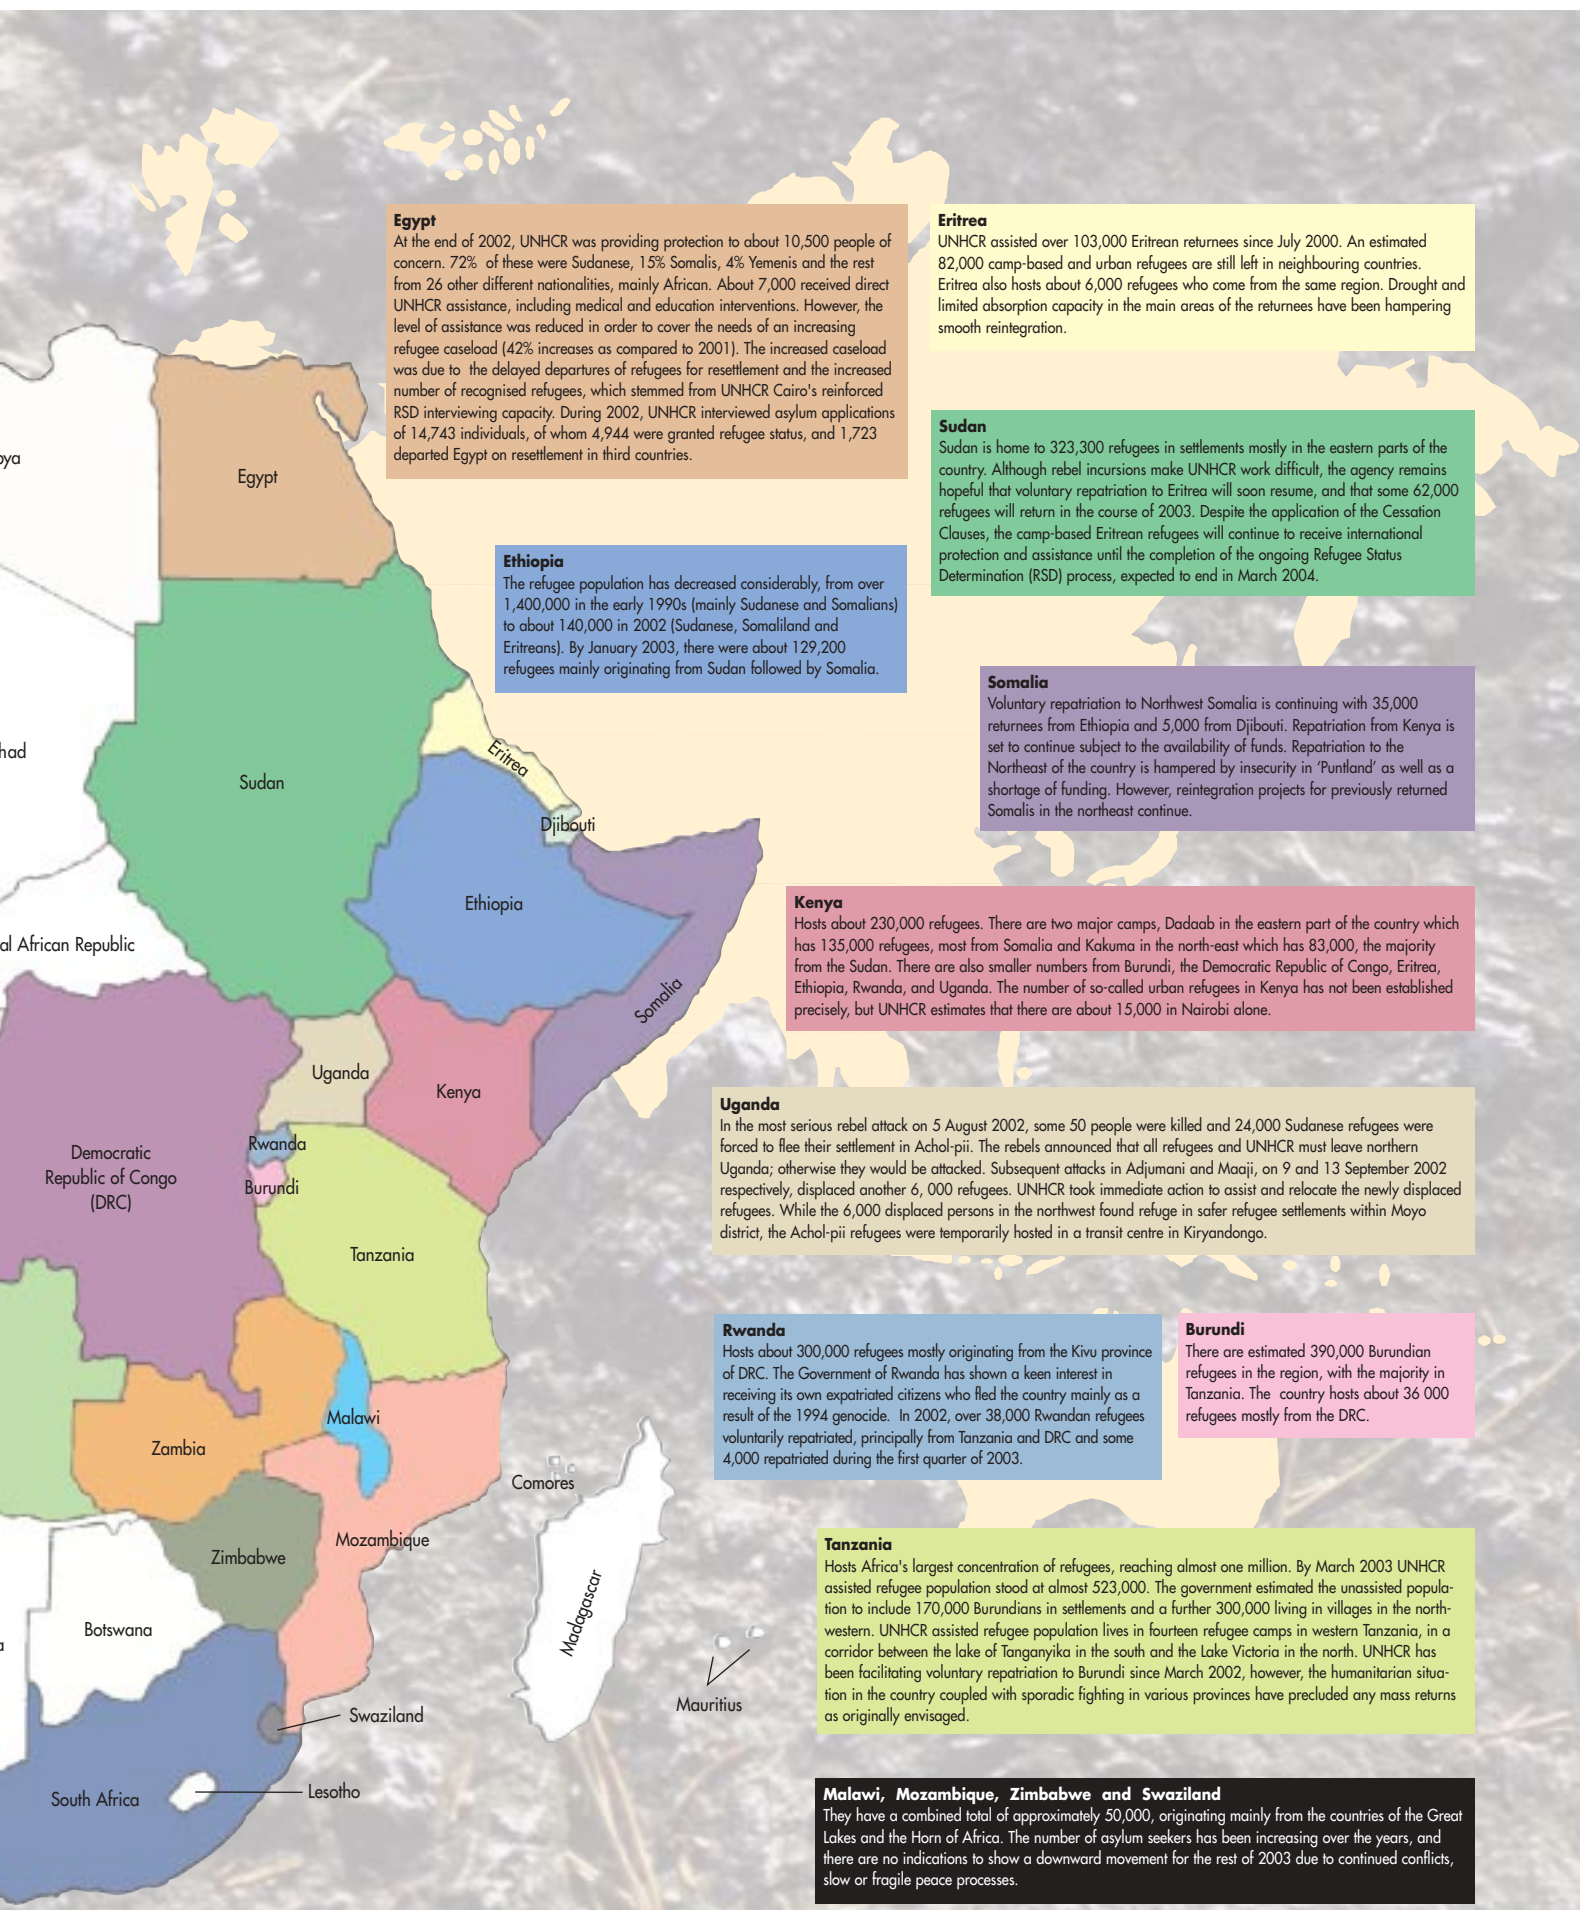 Egypt
At the end of 2002, UNHCR was providing protection to about 10,500 people of
concern. 72%  of these were Sudanese, 15% Somalis, 4% Yemenis and the rest
from 26 other different nationalities, mainly African. About 7,000 received direct
UNHCR assistance, including medical and education interventions. However, the
level of assistance was reduced in order to cover the needs of an increasing
refugee caseload (42% increases as compared to 2001). The increased caseload
was due to  the delayed departures of refugees for resettlement and the increased
number of recognised refugees, which stemmed from UNHCR Cairo's reinforced
RSD interviewing capacity. During 2002, UNHCR interviewed asylum applications
of 14,743 individuals, of whom 4,944 were granted refugee status, and 1,723
departed Egypt on resettlement in third countries.
Eritrea
UNHCR assisted over 103,000 Eritrean returnees since July 2000. An estimated
82,000 camp-based and urban refugees are still left in neighbouring countries.
Eritrea also hosts about 6,000 refugees who come from the same region. Drought and
limited absorption capacity in the main areas of the returnees have been hampering
smooth reintegration.
Sudan
Sudan is home to 323,300 refugees in settlements mostly in the eastern parts of the
country. Although rebel incursions make UNHCR work difficult, the agency remains
hopeful that voluntary repatriation to Eritrea will soon resume, and that some 62,000
refugees will return in the course of 2003. Despite the application of the Cessation
Clauses, the camp-based Eritrean refugees will continue to receive international
protection and assistance until the completion of the ongoing Refugee Status
Determination (RSD) process, expected to end in March 2004.
Ethiopia
The refugee population has decreased considerably, from over
1,400,000 in the early 1990s (mainly Sudanese and Somalians)
to about 140,000 in 2002 (Sudanese, Somaliland and
Eritreans). By January 2003, there were about 129,200
refugees mainly originating from Sudan followed by Somalia.
Somalia
Voluntary repatriation to Northwest Somalia is continuing with 35,000
returnees from Ethiopia and 5,000 from Djibouti. Repatriation from Kenya is
set to continue subject to the availability of funds. Repatriation to the
Northeast of the country is hampered by insecurity in ‘Puntland’ as well as a
shortage of funding. However, reintegration projects for previously returned
Somalis in the northeast continue.
Kenya
Hosts about 230,000 refugees. There are two major camps, Dadaab in the eastern part of the country which
has 135,000 refugees, most from Somalia and Kakuma in the north-east which has 83,000, the majority
from the Sudan. There are also smaller numbers from Burundi, the Democratic Republic of Congo, Eritrea,
Ethiopia, Rwanda, and Uganda. The number of so-called urban refugees in Kenya has not been established
precisely, but UNHCR estimates that there are about 15,000 in Nairobi alone.
Uganda
In the most serious rebel attack on 5 August 2002, some 50 people were killed and 24,000 Sudanese refugees were
forced to flee their settlement in Achol-pii. The rebels announced that all refugees and UNHCR must leave northern
Uganda; otherwise they would be attacked. Subsequent attacks in Adjumani and Maaji, on 9 and 13 September 2002
respectively, displaced another 6, 000 refugees. UNHCR took immediate action to assist and relocate the newly displaced
refugees. While the 6,000 displaced persons in the northwest found refuge in safer refugee settlements within Moyo
district, the Achol-pii refugees were temporarily hosted in a transit centre in Kiryandongo.
Rwanda
Hosts about 300,000 refugees mostly originating from the Kivu province
of DRC. The Government of Rwanda has shown a keen interest in
receiving its own expatriated citizens who fled the country mainly as a
result of the 1994 genocide.  In 2002, over 38,000 Rwandan refugees
voluntarily repatriated, principally from Tanzania and DRC and some
4,000 repatriated during the first quarter of 2003.
Burundi
There are estimated 390,000 Burundian
refugees in the region, with the majority in
Tanzania. The  country hosts about 36 000
refugees mostly from the DRC.
Tanzania
Hosts Africa's largest concentration of refugees, reaching almost one million. By March 2003 UNHCR
assisted refugee population stood at almost 523,000. The government estimated the unassisted popula-
tion to include 170,000 Burundians in settlements and a further 300,000 living in villages in the north-
western. UNHCR assisted refugee population lives in fourteen refugee camps in western Tanzania, in a
corridor between the lake of Tanganyika in the south and the Lake Victoria in the north. UNHCR has
been facilitating voluntary repatriation to Burundi since March 2002, however, the humanitarian situa-
tion in the country coupled with sporadic fighting in various provinces have precluded any mass returns
as originally envisaged.
Malawi, Mozambique, Zimbabwe and Swaziland
They have a combined total of approximately 50,000, originating mainly from the countries of the Great
Lakes and the Horn of Africa. The number of asylum seekers has been increasing over the years, and
there are no indications to show a downward movement for the rest of 2003 due to continued conflicts,
slow or fragile peace processes.
bya
Egypt
had
Sudan
Eritrea
Djibouti
Ethiopia
al African Republic
Somalia
Uganda
Kenya
Rwanda
Democratic
Republic of Congo
(DRC)
Burundi
Tanzania
Malawi
Zambia
Comores
Mozambique
Zimbabwe
Madagascar
Botswana
a
Mauritius
Swaziland
Lesotho
South Africa